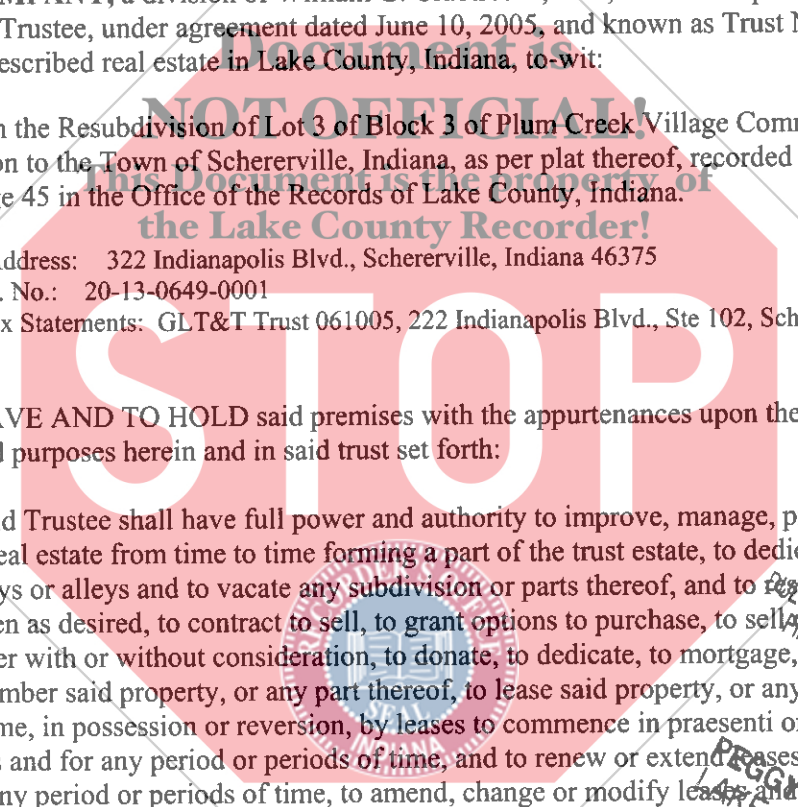 a division of William
Trustee, under agreement dated June 10, 2005, and known as Trust N
escribed real estate in Lake County, Indiana, to-wit:
Document is
NOT OFFICIAL!
This Document is the property of
the Lake County Recorder!
n the Resubdivision of Lot 3 of Block 3 of Plum Creek Village Comm
on to the Town of Schererville, Indiana, as per plat thereof, recorded
e 45 in the Office of the Records of Lake County, Indiana.
ddress: 322 Indianapolis Blvd., Schererville, Indiana 46375
. No.: 20-13-0649-0001
x Statements: GLT&T Trust 061005, 222 Indianapolis Blvd., Ste 102, Sch
STOP
AVE AND TO HOLD said premises with the appurtenances upon the
l purposes herein and in said trust set forth:
d Trustee shall have full power and authority to improve, manage, p
eal estate from time to time forming a part of the trust estate, to dedic
ys or alleys and to vacate any subdivision or parts thereof, and to
en as desired, to contract to sell, to grant options to purchase, to sell
er with or without consideration, to donate, to dedicate, to mortgage,
mber said property, or any part thereof, to lease said property, or any
me, in possession or reversion, by leases to commence in praesenti o
s and for any period or periods of time, and to renew or extend leases
ny period or periods of time, to amend, change or modify leases and
SEAL
INDIANA
PEGGY